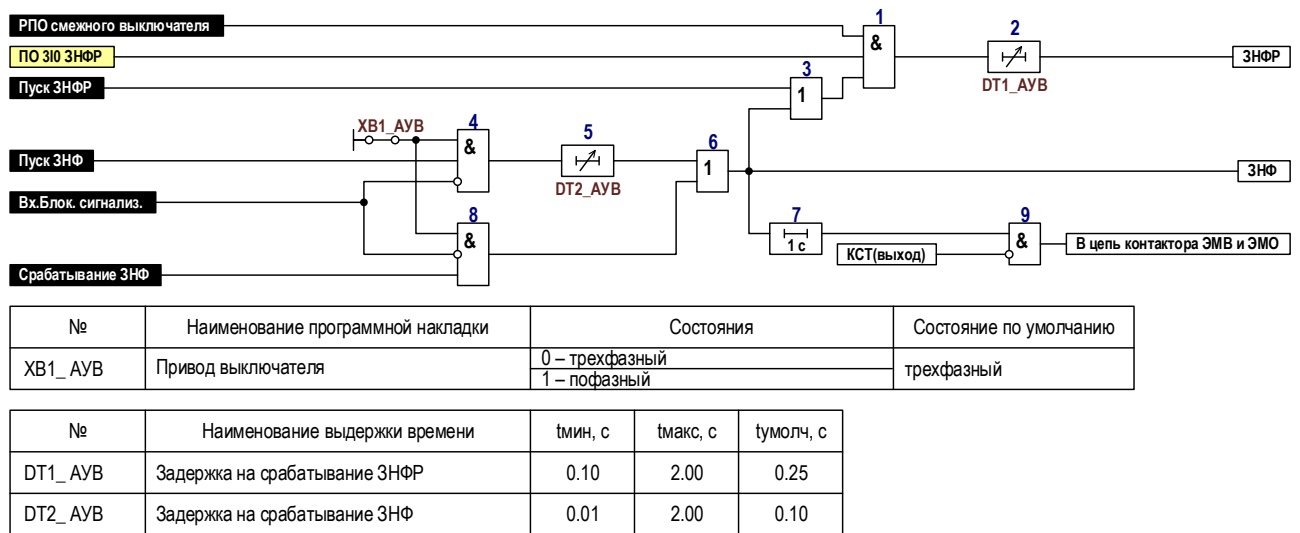 РПО смежного выключателя
1
&
2
DT1_АУВ
ЗНФР
ПО 3I0 ЗНФР
Пуск ЗНФР
3
1
XB1_АУВ
4
&
5
DT2_АУВ
6
1
Пуск ЗНФ
ЗНФ
Вх.Блок. сигнализ.
8
&
7
1 с
КСТ(выход)
9
&
В цепь контактора ЭМВ и ЭМО
Срабатывание ЗНФ
№ Наименование программной накладки Состояния Состояние по умолчанию
XB1_ АУВ Привод выключателя 0 – трехфазный трехфазный
1 – пофазный
№ Наименование выдержки времени tмин, с tмакс, с tумолч, с
DT1_ АУВ Задержка на срабатывание ЗНФР 0.10 2.00 0.25
DT2_ АУВ Задержка на срабатывание ЗНФ 0.01 2.00 0.10